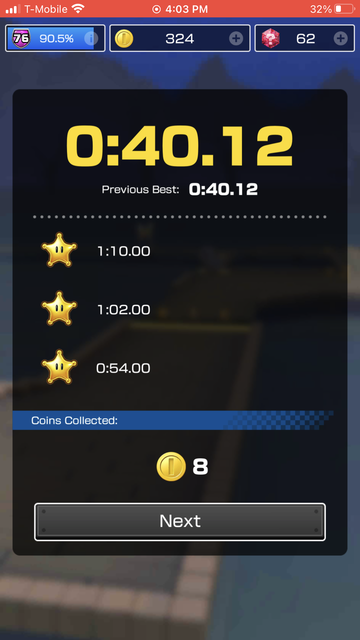 T-Mobile 4:03 PM 32%
76 90.5% 324 62
0:40.12
Previous Best: 0:40.12
1:10.00
1:02.00
0:54.00
Coins Collected:
8
Next